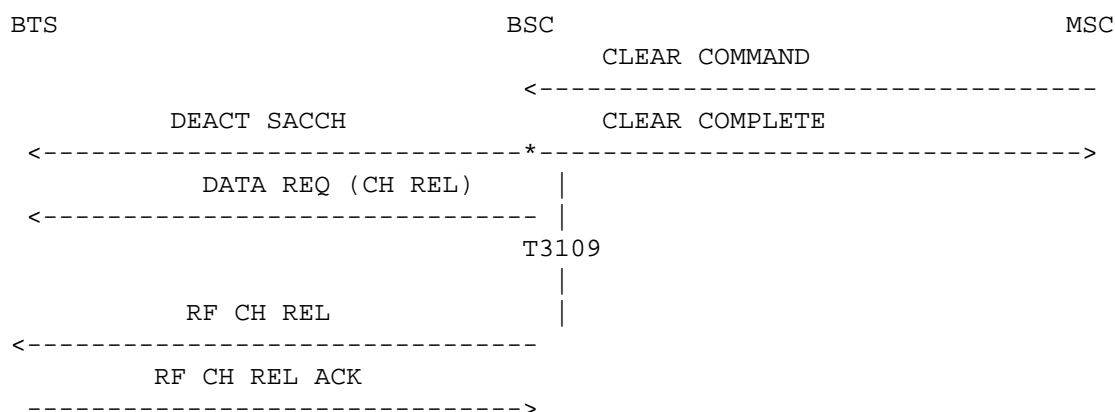 BTS BSC MSC
CLEAR COMMAND
DEACT SACCH CLEAR COMPLETE
DATA REQ (CH REL)
T3109
RF CH REL
RF CH REL ACK